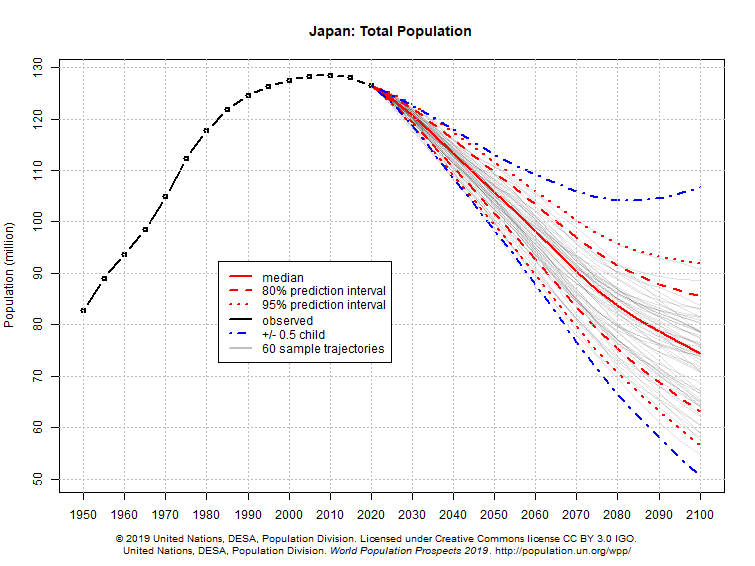 Japan: Total Population
Population (million)
130
120
110
100
90
80
70
60
50
median
80% prediction interval
95% prediction interval
observed
+/- 0.5 child
60 sample trajectories
1950 1960 1970 1980 1990 2000 2010 2020 2030 2040 2050 2060 2070 2080 2090 2100
© 2019 United Nations, DESA, Population Division. Licensed under Creative Commons license CC BY 3.0 IGO.
United Nations, DESA, Population Division. World Population Prospects 2019. http://population.un.org/wpp/